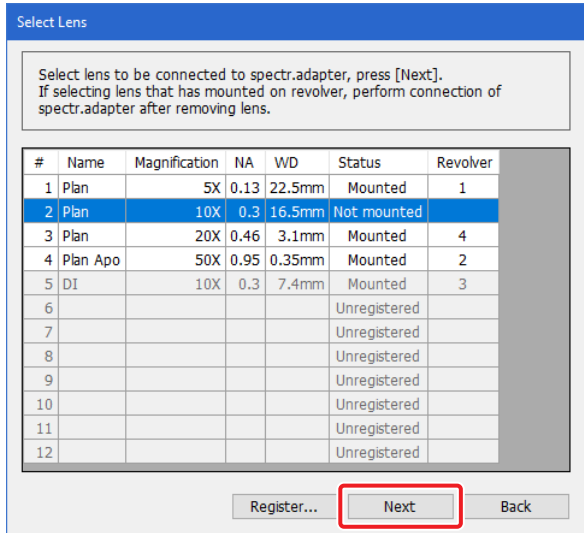 Select Lens
Select lens to be connected to spectr.adapter, press [Next].
If selecting lens that has mounted on revolver, perform connection of
spectr.adapter after removing lens.
# Name Magnification NA WD Status Revolver
1 Plan 5X 0.13 22.5mm Mounted 1
2 Plan 10X 0.3 16.5mm Not mounted
3 Plan 20X 0.46 3.1mm Mounted 4
4 Plan Apo 50X 0.95 0.35mm Mounted 2
5 DI 10X 0.3 7.4mm Mounted 3
6 Unregistered
7 Unregistered
8 Unregistered
9 Unregistered
10 Unregistered
11 Unregistered
12 Unregistered
Register... Next Back